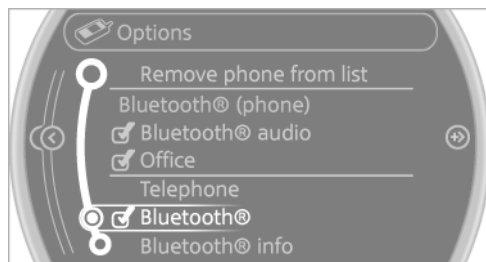 Options
Remove phone from list
Bluetooth® (phone)
Bluetooth® audio
Office
Telephone
Bluetooth®
Bluetooth® info